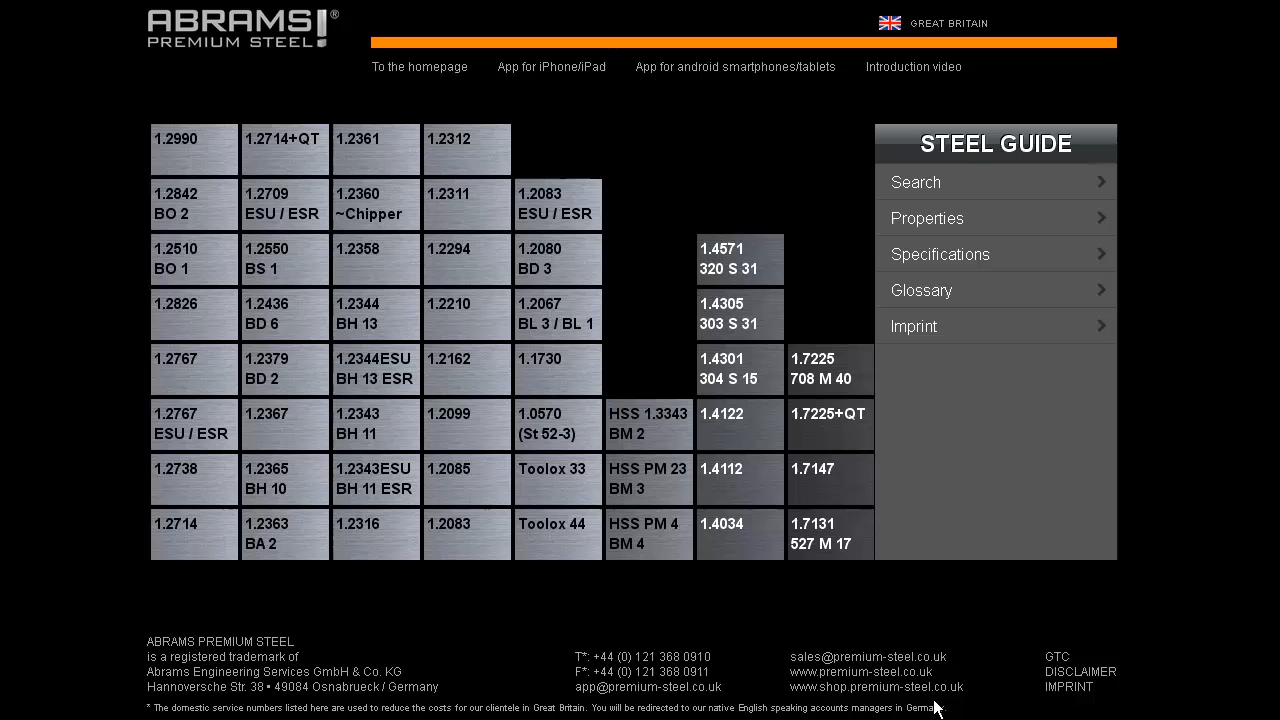 ABRAMS!®
PREMIUM STEEL
GREAT BRITAIN
To the homepage
App for iPhone/iPad
App for android smartphones/tablets
Introduction video
1.2990
1.2714+QT
1.2361
1.2312
1.2842
BO 2
1.2709
ESU / ESR
1.2360
~Chipper
1.2311
1.2083
ESU / ESR
1.2510
BO 1
1.2550
BS 1
1.2358
1.2294
1.2080
BD 3
1.4571
320 S 31
1.2826
1.2436
BD 6
1.2344
BH 13
1.2210
1.2067
BL 3 / BL 1
1.4305
303 S 31
1.2767
1.2379
BD 2
1.2344ESU
BH 13 ESR
1.2162
1.1730
1.4301
304 S 15
1.7225
708 M 40
1.2767
ESU / ESR
1.2367
1.2343
BH 11
1.2099
1.0570
(St 52-3)
HSS 1.3343
BM 2
1.4122
1.7225+QT
1.2738
1.2365
BH 10
1.2343ESU
BH 11 ESR
1.2085
Toolox 33
HSS PM 23
BM 3
1.4112
1.7147
1.2714
1.2363
BA 2
1.2316
1.2083
Toolox 44
HSS PM 4
BM 4
1.4034
1.7131
527 M 17
STEEL GUIDE
Search
Properties
Specifications
Glossary
Imprint
ABRAMS PREMIUM STEEL
is a registered trademark of
Abrams Engineering Services GmbH & Co. KG
Hannoversche Str. 38 ▪ 49084 Osnabrueck / Germany
T*: +44 (0) 121 368 0910
F*: +44 (0) 121 368 0911
app@premium-steel.co.uk
sales@premium-steel.co.uk
www.premium-steel.co.uk
www.shop.premium-steel.co.uk
GTC
DISCLAIMER
IMPRINT
* The domestic service numbers listed here are used to reduce the costs for our clientele in Great Britain. You will be redirected to our native English speaking accounts managers in Germany.